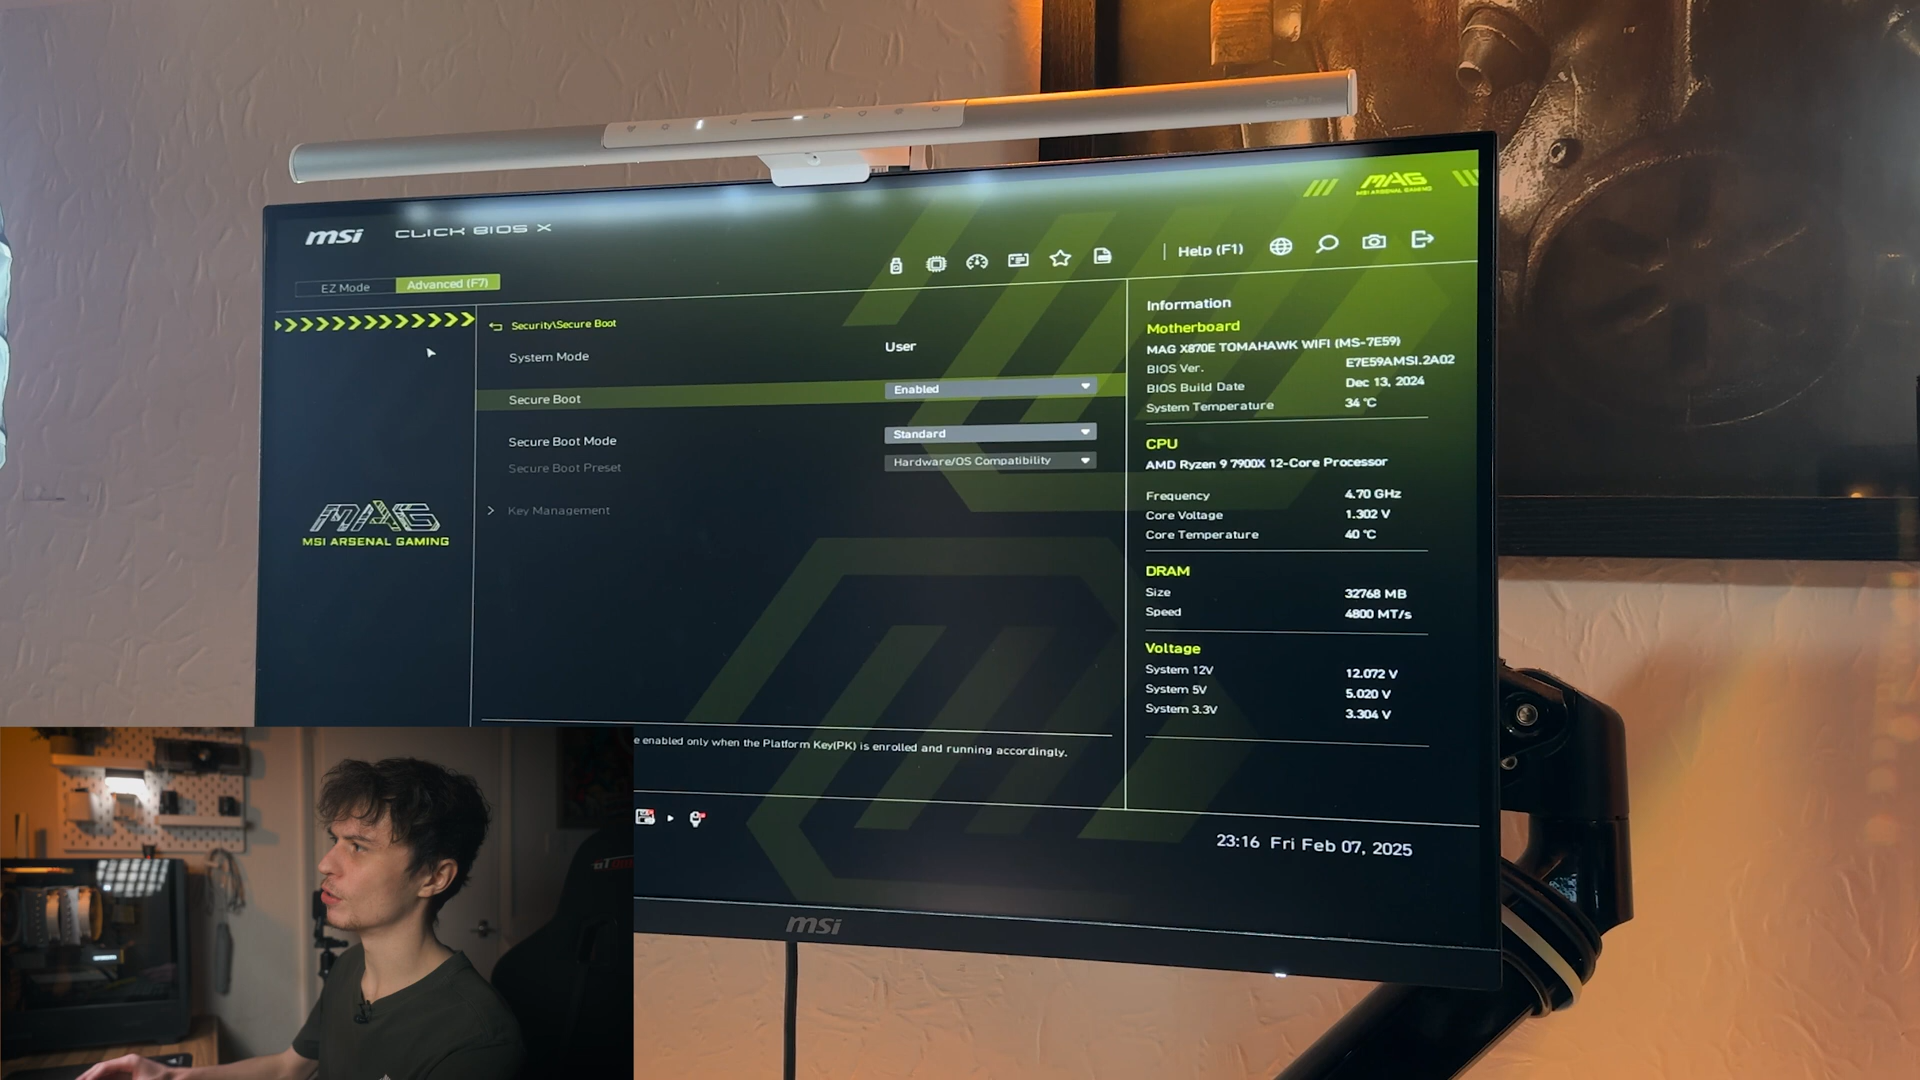 msi CLICK BIOS X
MAG
MSI ARSENAL GAMING
Help (F1)
EZ Mode
Advanced (F7)
Security\Secure Boot
System Mode
User
Secure Boot
Enabled
Secure Boot Mode
Standard
Secure Boot Preset
Hardware/OS Compatibility
Key Management
MAG
MSI ARSENAL GAMING
Information
Motherboard
MAG X870E TOMAHAWK WIFI (MS-7E59)
BIOS Ver. E7E59AMSI.2A02
BIOS Build Date Dec 13, 2024
System Temperature 34 °C
CPU
AMD Ryzen 9 7900X 12-Core Processor
Frequency 4.70 GHz
Core Voltage 1.302 V
Core Temperature 40 °C
DRAM
Size 32768 MB
Speed 4800 MT/s
Voltage
System 12V 12.072 V
System 5V 5.020 V
System 3.3V 3.304 V
enabled only when the Platform Key(PK) is enrolled and running accordingly.
23:16 Fri Feb 07, 2025
msi